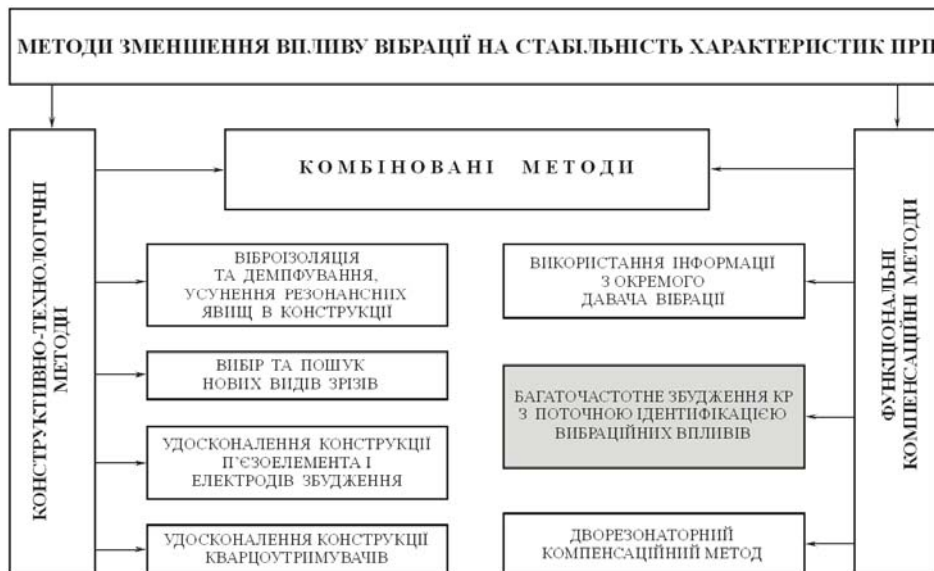 МЕТОДИ ЗМЕНШЕННЯ ВПЛИВУ ВІБРАЦІЇ НА СТАБІЛЬНІСТЬ ХАРАКТЕРИСТИК ПРП
КОНСТРУКТИВНО-ТЕХНОЛОГІЧНІ
МЕТОДИ
КОМБІНОВАНІ МЕТОДИ
ВІБРОІЗОЛЯЦІЯ
ТА ДЕМПФУВАННЯ,
УСУНЕННЯ РЕЗОНАНСНИХ
ЯВИЩ В КОНСТРУКЦІЇ
ВИБІР ТА ПОШУК
НОВИХ ВИДІВ ЗРІЗІВ
УДОСКОНАЛЕННЯ КОНСТРУКЦІЇ
П’ЄЗОЕЛЕМЕНТА І
ЕЛЕКТРОДІВ ЗБУДЖЕННЯ
УДОСКОНАЛЕННЯ КОНСТРУКЦІЇ
КВАРЦОУТРИМУВАЧІВ
ВИКОРИСТАННЯ ІНФОРМАЦІЇ
З ОКРЕМОГО
ДАВАЧА ВІБРАЦІЇ
БАГАТОЧАСТОТНЕ ЗБУДЖЕННЯ КР
З ПОТОЧНОЮ ІДЕНТИФІКАЦІЄЮ
ВИБРАЦІЙНИХ ВПЛИВІВ
ДВОРЕЗОНАТОРНИЙ
КОМПЕНСАЦІЙНИЙ МЕТОД
ФУНКЦІОНАЛЬНІ
КОМПЕНСАЦІЙНІ МЕТОДИ